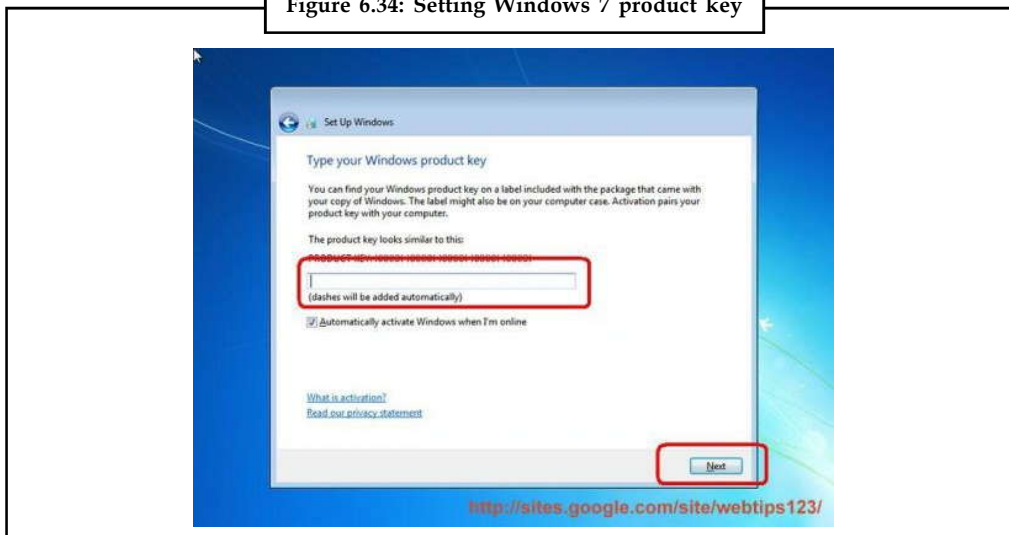 Figure 6.34: Setting Windows 7 product key
Set Up Windows
Type your Windows product key
You can find your Windows product key on a label included with the package that came with
your copy of Windows. The label might also be on your computer case. Activation pairs your
product key with your computer.
The product key looks similar to this:
PRODUCT KEY:
(dashes will be added automatically)
Automatically activate Windows when I'm online
What is activation?
Read our privacy statement
Next
http://sites.google.com/site/webtips123/